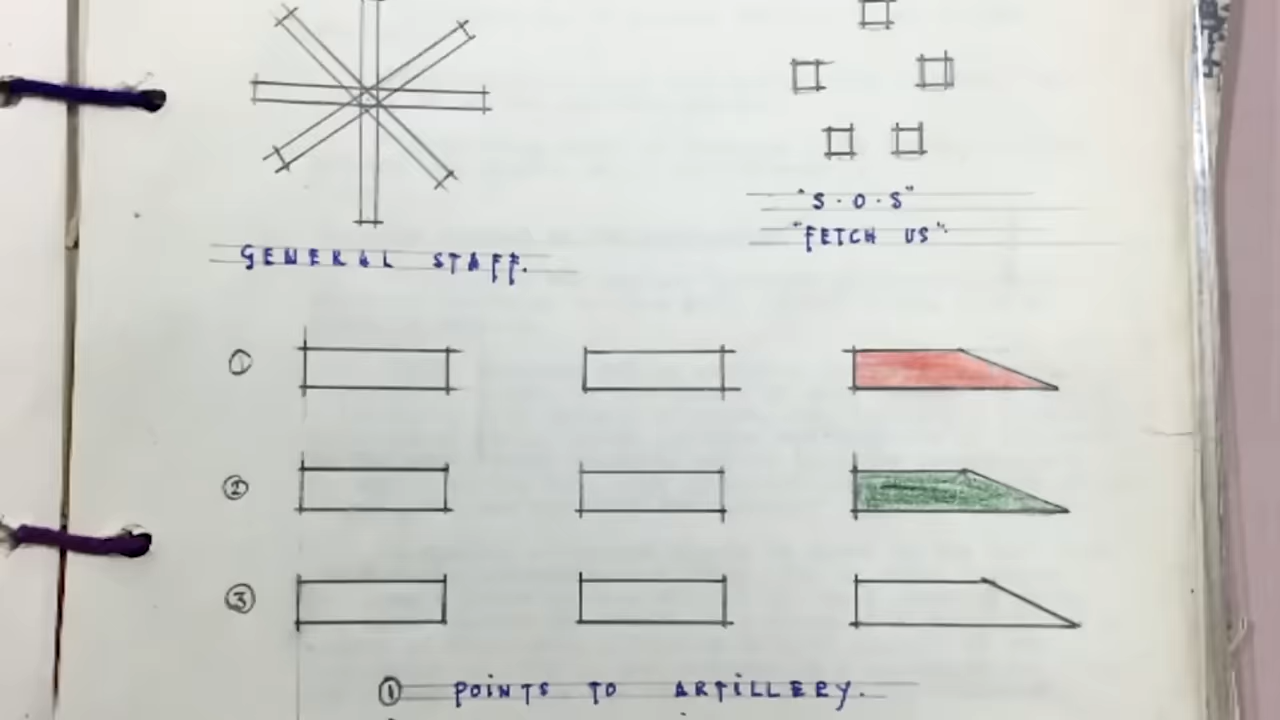 "S.O.S"
"FETCH US".
GENERAL STAFF.
①
②
③
① POINTS TO ARTILLERY.